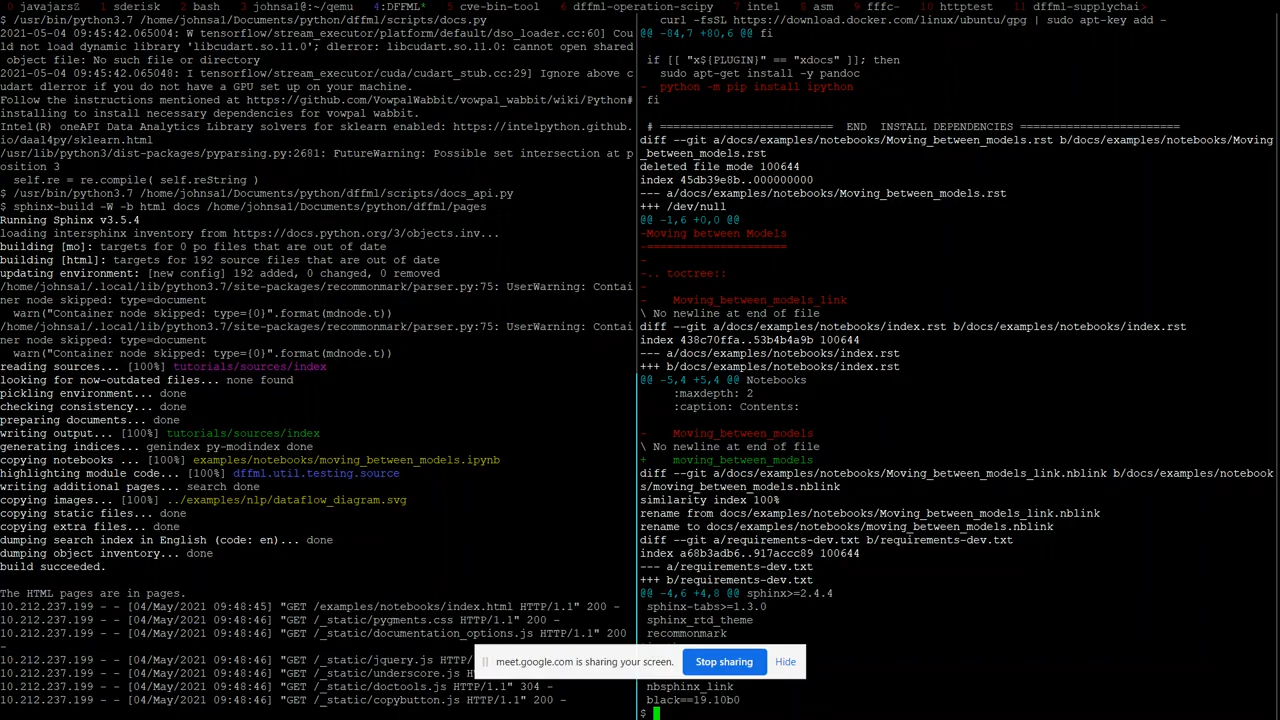 0 javajarsZ  1 sderisk  2 bash  3 johnsal@:~/qemu  4:DFFML*  5 cve-bin-tool  6 dffml-operations-scipy  7 intel  8 asm  9 fffc-  10 httptest  11 dffml-supplychai>
$ /usr/bin/python3.7 /home/johnsa1/Documents/python/dffml/scripts/docs.py
2021-05-04 09:45:42.065004: W tensorflow/stream_executor/platform/default/dso_loader.cc:60] Cou
ld not load dynamic library 'libcudart.so.11.0'; dlerror: libcudart.so.11.0: cannot open shared
 object file: No such file or directory
2021-05-04 09:45:42.065048: I tensorflow/stream_executor/cuda/cudart_stub.cc:29] Ignore above c
udart dlerror if you do not have a GPU set up on your machine.
Follow the instructions mentioned at https://github.com/VowpalWabbit/vowpal_wabbit/wiki/Python#
installing to install necessary dependencies for vowpal wabbit.
Intel(R) oneAPI Data Analytics Library solvers for sklearn enabled: https://intelpython.github.
io/daal4py/sklearn.html
/usr/lib/python3/dist-packages/pyparsing.py:2681: FutureWarning: Possible set intersection at p
osition 3
  self.re = re.compile( self.reString )
$ /usr/bin/python3.7 /home/johnsa1/Documents/python/dffml/scripts/docs_api.py
$ sphinx-build -W -b html docs /home/johnsa1/Documents/python/dffml/pages
Running Sphinx v3.5.4
loading intersphinx inventory from https://docs.python.org/3/objects.inv...
building [mo]: targets for 0 po files that are out of date
building [html]: targets for 192 source files that are out of date
updating environment: [new config] 192 added, 0 changed, 0 removed
/home/johnsa1/.local/lib/python3.7/site-packages/recommonmark/parser.py:75: UserWarning: Contai
ner node skipped: type=document
  warn("Container node skipped: type={0}".format(mdnode.t))
/home/johnsa1/.local/lib/python3.7/site-packages/recommonmark/parser.py:75: UserWarning: Contai
ner node skipped: type=document
  warn("Container node skipped: type={0}".format(mdnode.t))
reading sources... [100%] tutorials/sources/index
looking for now-outdated files... none found
pickling environment... done
checking consistency... done
preparing documents... done
writing output... [100%] tutorials/sources/index
generating indices... genindex py-modindex done
copying notebooks ... [100%] examples/notebooks/moving_between_models.ipynb
highlighting module code... [100%] dffml.util.testing.source
writing additional pages... search done
copying images... [100%] ../examples/nlp/dataflow_diagram.svg
copying static files... done
copying extra files... done
dumping search index in English (code: en)... done
dumping object inventory... done
build succeeded.
The HTML pages are in pages.
10.212.237.199 - - [04/May/2021 09:48:45] "GET /examples/notebooks/index.html HTTP/1.1" 200 -
10.212.237.199 - - [04/May/2021 09:48:46] "GET /_static/pygments.css HTTP/1.1" 200 -
10.212.237.199 - - [04/May/2021 09:48:46] "GET /_static/documentation_options.js HTTP/1.1" 200
-
10.212.237.199 - - [04/May/2021 09:48:46] "GET /_static/jquery.js HT
10.212.237.199 - - [04/May/2021 09:48:46] "GET /_static/underscore.j
10.212.237.199 - - [04/May/2021 09:48:46] "GET /_static/doctools.js HTTP/1.1" 304 -
10.212.237.199 - - [04/May/2021 09:48:46] "GET /_static/copybutton.js HTTP/1.1" 200 -
   curl -fsSL https://download.docker.com/linux/ubuntu/gpg | sudo apt-key add -
@@ -84,7 +80,6 @@ fi
 if [[ "x${PLUGIN}" == "xdocs" ]]; then
   sudo apt-get install -y pandoc
-  python -m pip install ipython
 fi
 # ========================== END  INSTALL DEPENDENCIES ========================
diff --git a/docs/examples/notebooks/Moving_between_models.rst b/docs/examples/notebooks/Moving
_between_models.rst
deleted file mode 100644
index 45db39e8b..000000000
--- a/docs/examples/notebooks/Moving_between_models.rst
+++ /dev/null
@@ -1,6 +0,0 @@
-Moving between Models
-=====================
-
-.. toctree::
-
-    Moving_between_models_link
\ No newline at end of file
diff --git a/docs/examples/notebooks/index.rst b/docs/examples/notebooks/index.rst
index 438c70ffa..53b4b4a9b 100644
--- a/docs/examples/notebooks/index.rst
+++ b/docs/examples/notebooks/index.rst
@@ -5,4 +5,4 @@ Notebooks
     :maxdepth: 2
     :caption: Contents:
-    Moving_between_models
\ No newline at end of file
+    moving_between_models
diff --git a/docs/examples/notebooks/Moving_between_models_link.nblink b/docs/examples/notebook
s/moving_between_models.nblink
similarity index 100%
rename from docs/examples/notebooks/Moving_between_models_link.nblink
rename to docs/examples/notebooks/moving_between_models.nblink
diff --git a/requirements-dev.txt b/requirements-dev.txt
index a68b3adb6..917accc89 100644
--- a/requirements-dev.txt
+++ b/requirements-dev.txt
@@ -4,6 +4,8 @@ sphinx>=2.4.4
 sphinx-tabs>=1.3.0
 sphinx_rtd_theme
 recommonmark
 nbsphinx_link
 black==19.10b0
$
meet.google.com is sharing your screen.
Stop sharing
Hide